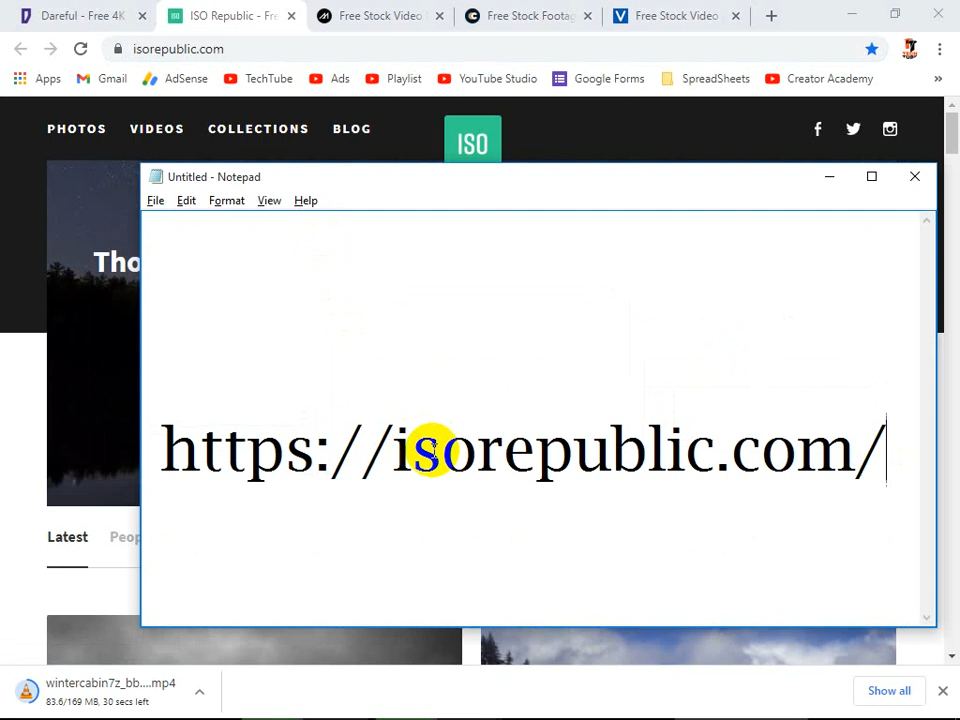 Dareful - Free 4K
ISO Republic - Fre
Free Stock Video
Free Stock Footag
Free Stock Video
isorepublic.com
Apps
Gmail
AdSense
TechTube
Ads
Playlist
YouTube Studio
Google Forms
SpreadSheets
Creator Academy
»
PHOTOS
VIDEOS
COLLECTIONS
BLOG
ISO
Untitled - Notepad
File
Edit
Format
View
Help
Tho
https://isorepublic.com/
Latest
Peop
wintercabin7z_bb....mp4
83.6/169 MB, 30 secs left
Show all